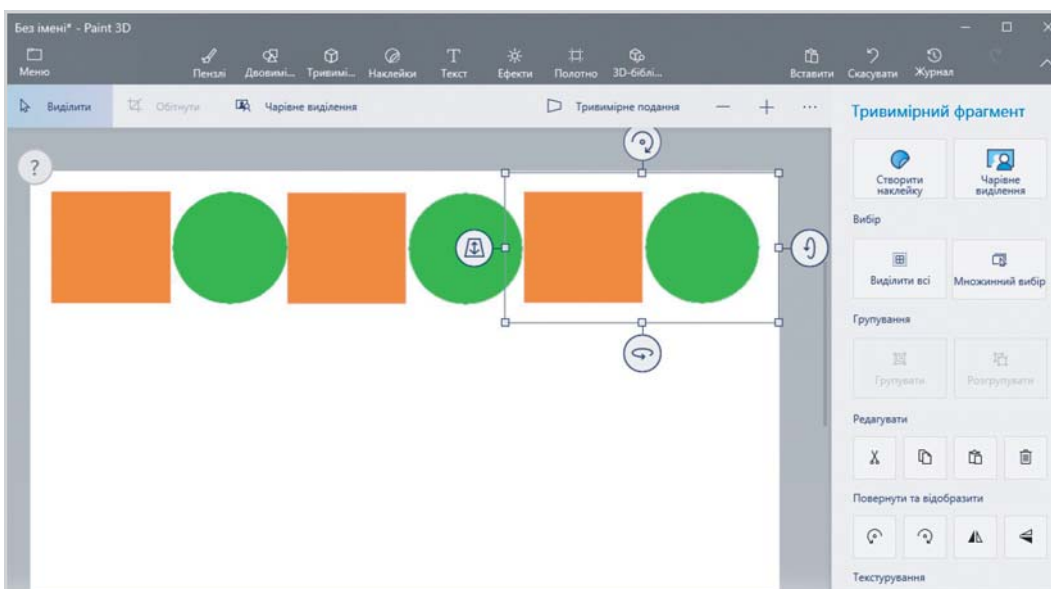 Без імені* - Paint 3D
Меню
Пензлі
Двовимі...
Тривимі...
Наклейки
Текст
Ефекти
Полотно
3D-біблі...
Вставити
Скасувати
Журнал
Виділити
Обітнути
Чарівне виділення
Тривимірне подання
Тривимірний фрагмент
?
Створити
наклейку
Чарівне
виділення
Вибір
Виділити всі
Множинний вибір
Групування
Групувати
Розгрупувати
Редагувати
Повернути та відобразити
Текстурування